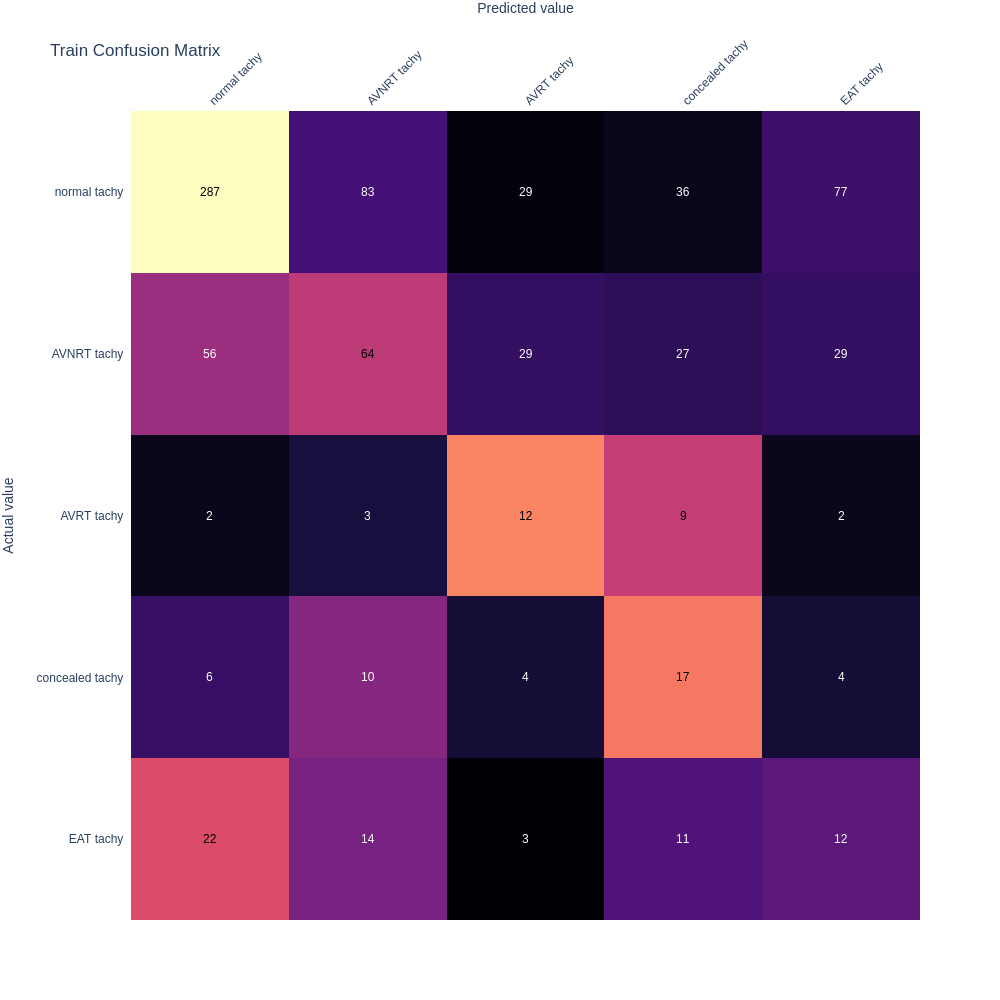 Predicted value
Train Confusion Matrix
normal tachy
AVNRT tachy
AVRT tachy
concealed tachy
EAT tachy
normal tachy 287 83 29 36 77
AVNRT tachy 56 64 29 27 29
AVRT tachy 2 3 12 9 2
concealed tachy 6 10 4 17 4
EAT tachy 22 14 3 11 12
Actual value